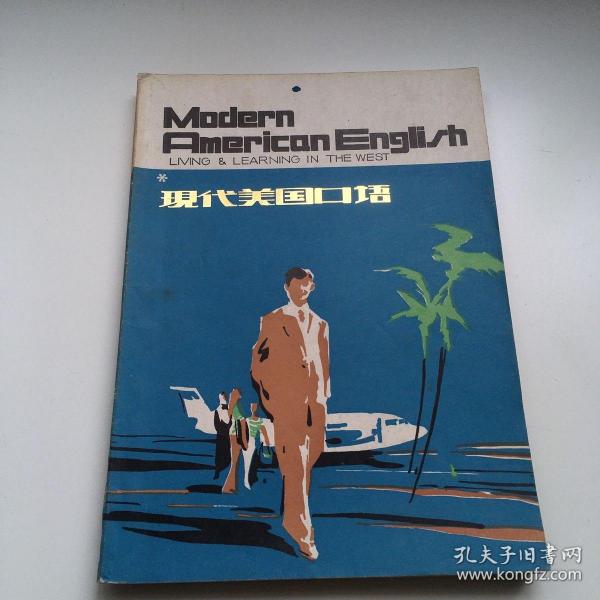 Modern
American English
LIVING & LEARNING IN THE WEST
*現代美国口语
孔夫子旧书网
www.kongfz.com